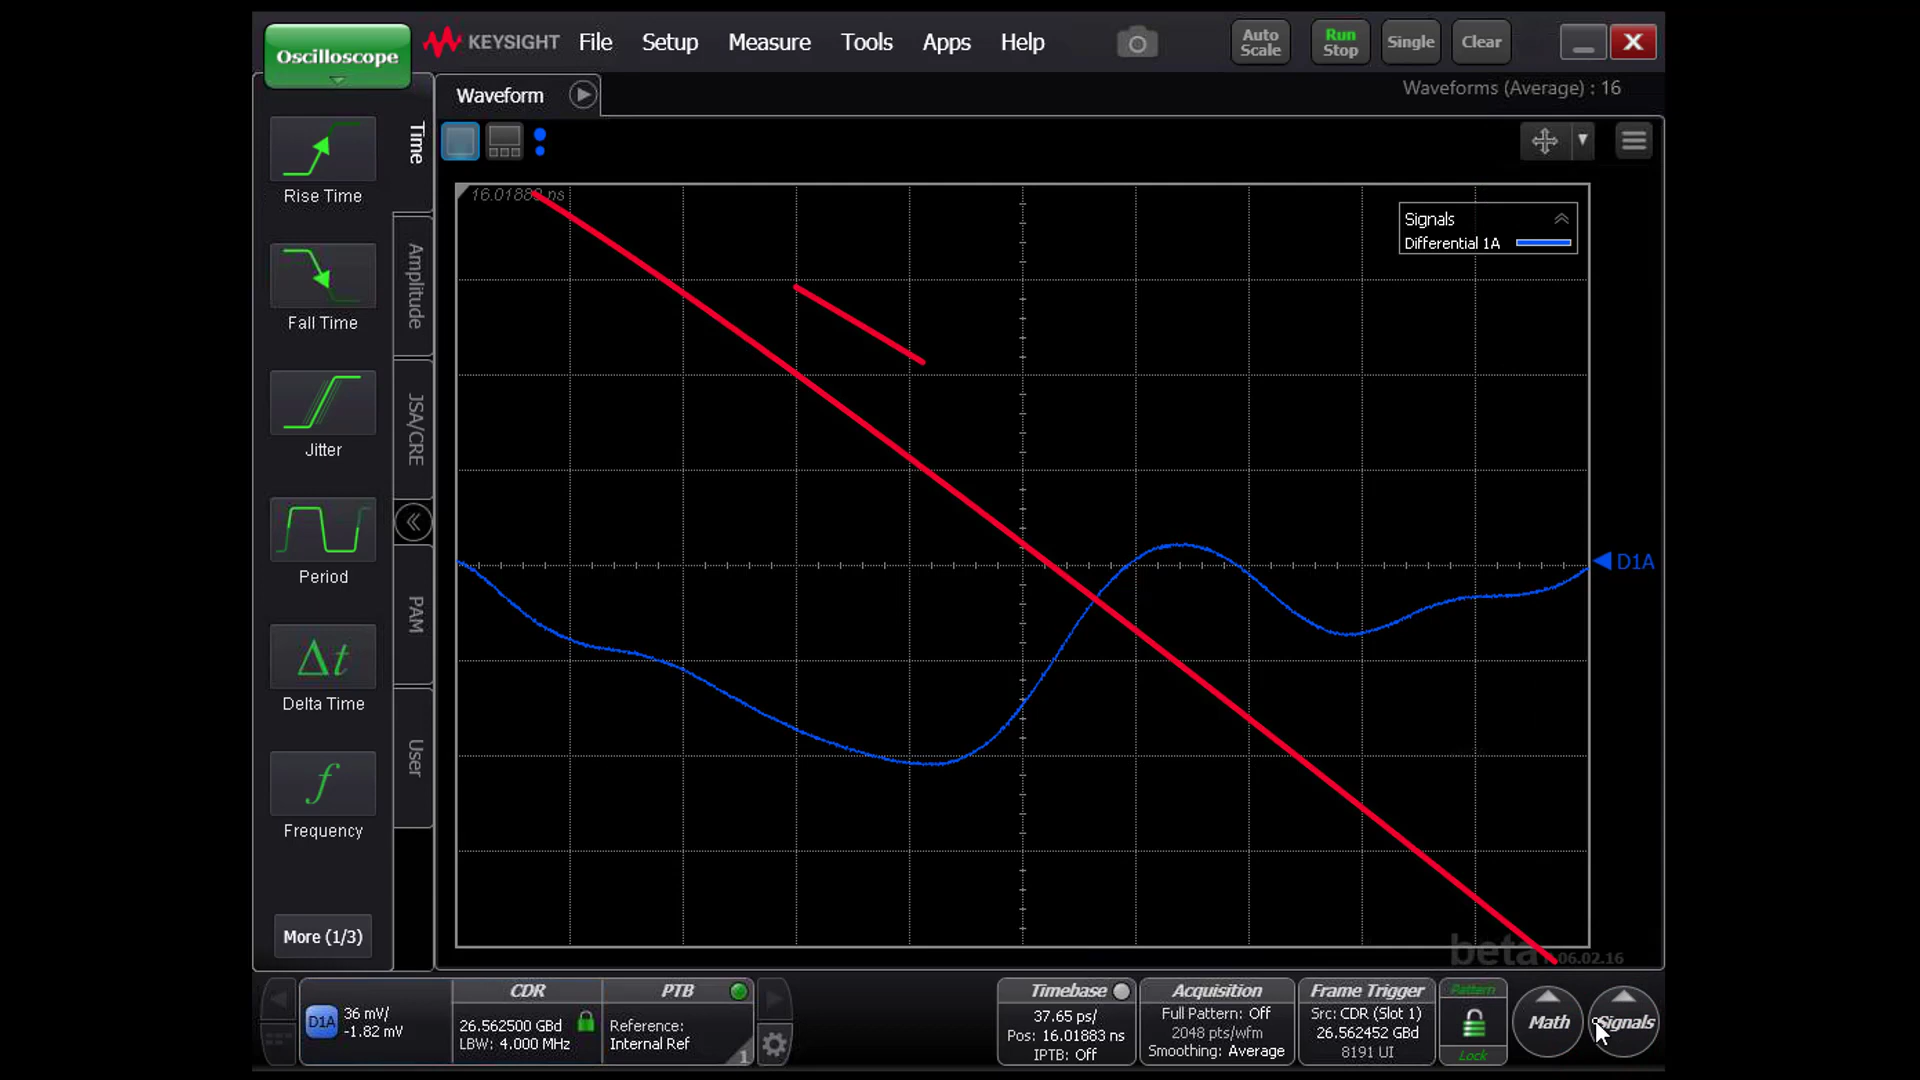 Oscilloscope
KEYSIGHT
File Setup Measure Tools Apps Help
Auto Scale
Run Stop
Single
Clear
Waveform
Waveforms (Average) : 16
Time
Amplitude
JSA/CRE
PAM
User
Rise Time
Fall Time
Jitter
Period
Δt
Delta Time
f
Frequency
More (1/3)
16.01883 ns
Signals
Differential 1A
D1A
beta
.06.02.16
D1A
36 mV/
-1.82 mV
CDR
26.562500 GBd
LBW: 4.000 MHz
PTB
Reference:
Internal Ref
1
Timebase
37.65 ps/
Pos: 16.01883 ns
IPTB: Off
Acquisition
Full Pattern: Off
2048 pts/wfm
Smoothing: Average
Frame Trigger
Src: CDR (Slot 1)
26.562452 GBd
8191 UI
Pattern
Lock
Math
Signals